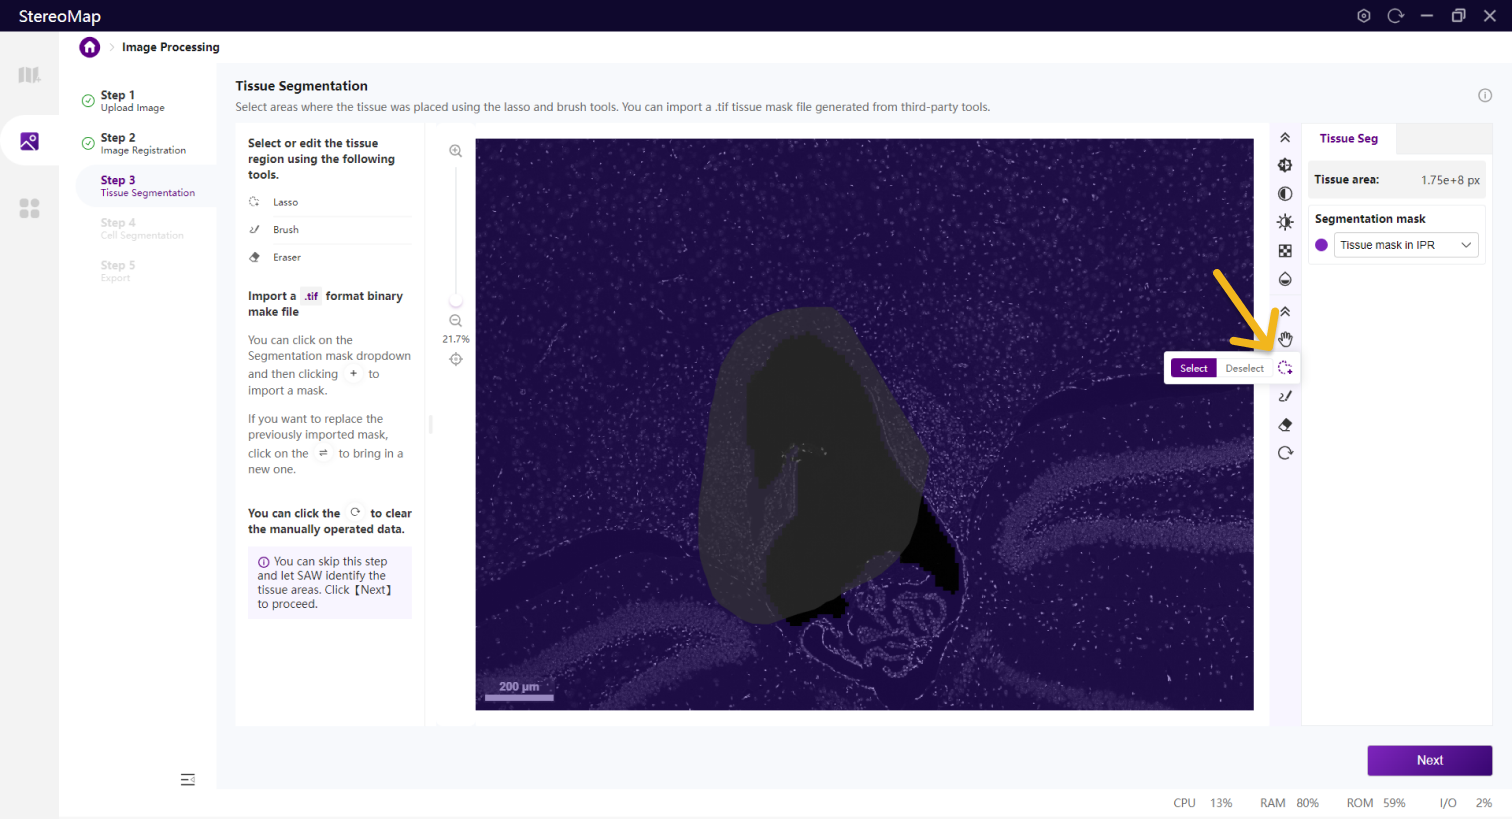 StereoMap
Image Processing
Step 1
Upload Image
Step 2
Image Registration
Step 3
Tissue Segmentation
Step 4
Cell Segmentation
Step 5
Export
Tissue Segmentation
Select areas where the tissue was placed using the lasso and brush tools. You can import a .tif tissue mask file generated from third-party tools.
Select or edit the tissue
region using the following
tools.
Lasso
Brush
Eraser
Import a .tif format binary
make file
You can click on the
Segmentation mask dropdown
and then clicking + to
import a mask.
If you want to replace the
previously imported mask,
click on the ⇌ to bring in a
new one.
You can click the to clear
the manually operated data.
You can skip this step
and let SAW identify the
tissue areas. Click【Next】
to proceed.
21.7%
200 μm
Select Deselect
Tissue Seg
Tissue area: 1.75e+8 px
Segmentation mask
Tissue mask in IPR
Next
CPU 13% RAM 80% ROM 59% I/O 2%